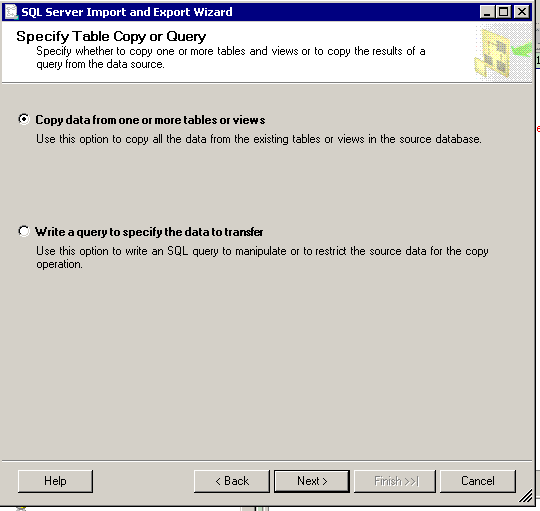 SQL Server Import and Export Wizard
Specify Table Copy or Query
Specify whether to copy one or more tables and views or to copy the results of a
query from the data source.
Copy data from one or more tables or views
Use this option to copy all the data from the existing tables or views in the source database.
Write a query to specify the data to transfer
Use this option to write an SQL query to manipulate or to restrict the source data for the copy
operation.
Help
< Back
Next >
Finish >>|
Cancel